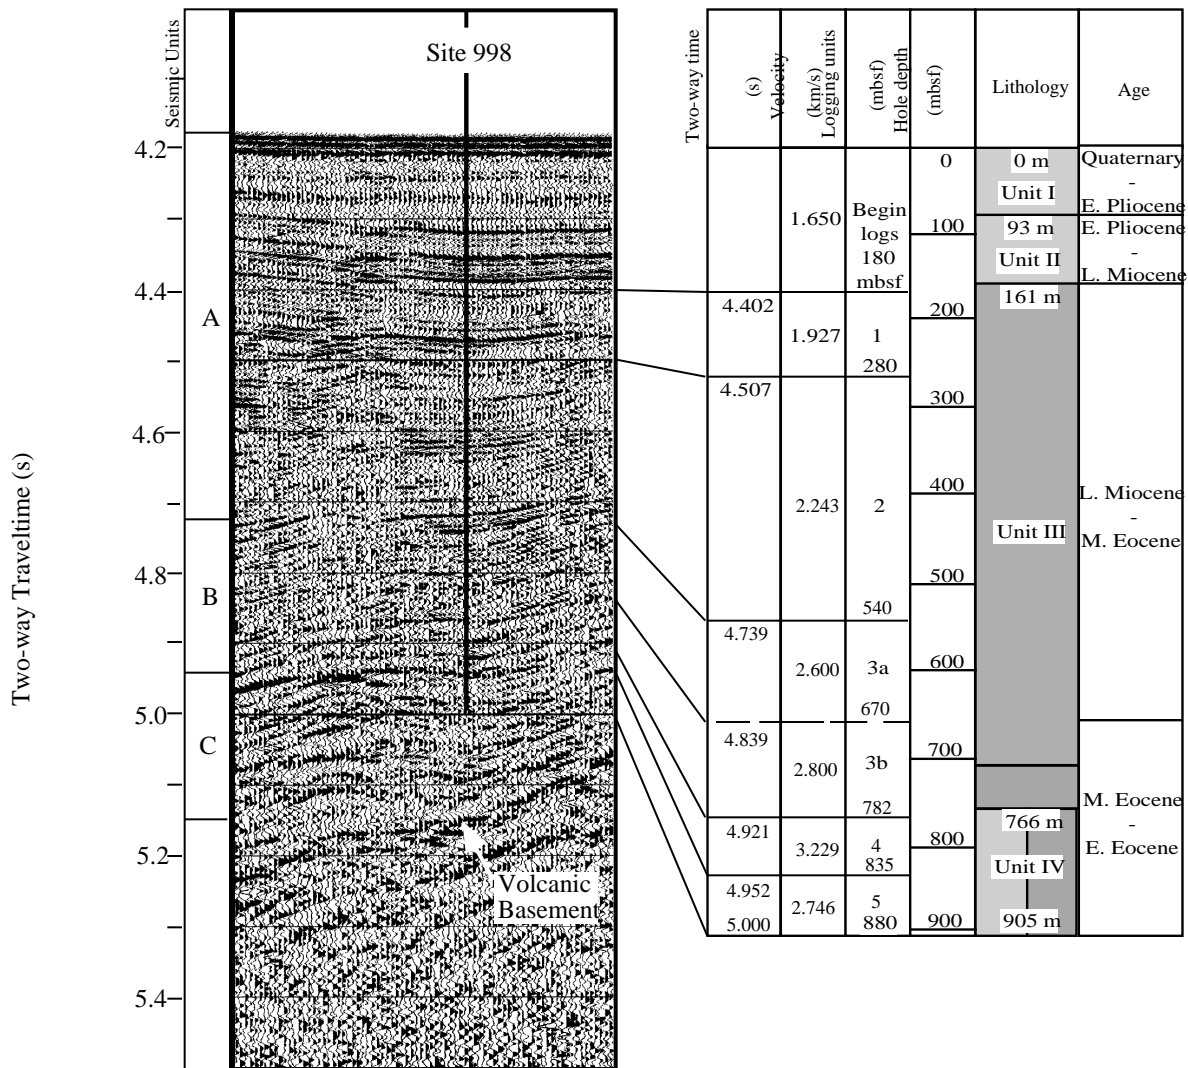 Two-way Traveltime (s)
Seismic Units
Site 998
4.2
4.4
4.6
4.8
5.0
5.2
5.4
A
B
C
Volcanic
Basement
Two-way time
(s)
Velocity
(km/s)
Logging units
(mbsf)
Hole depth
(mbsf)
Lithology
Age
1.650
Begin
logs
180
mbsf
4.402
1.927
1
280
4.507
2.243
2
540
4.739
2.600
3a
670
4.839
2.800
3b
782
4.921
3.229
4
835
4.952
2.746
5
5.000
880
0
100
200
300
400
500
600
700
800
900
0 m
Unit I
93 m
Unit II
161 m
Unit III
766 m
Unit IV
905 m
Quaternary
-
E. Pliocene
E. Pliocene
-
L. Miocene
L. Miocene
-
M. Eocene
M. Eocene
-
E. Eocene